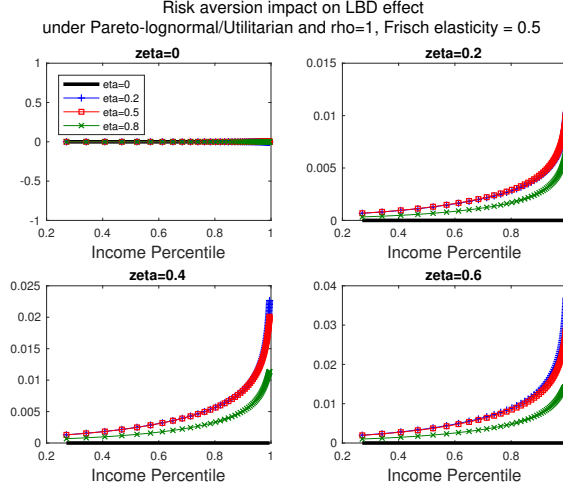 Risk aversion impact on LBD effect
under Pareto-lognormal/Utilitarian and rho=1, Frisch elasticity = 0.5
zeta=0
1
0.5
0
-0.5
-1
0.2
0.4
0.6
0.8
1
Income Percentile
eta=0
eta=0.2
eta=0.5
eta=0.8
zeta=0.2
0.015
0.01
0.005
0
0.2
0.4
0.6
0.8
Income Percentile
zeta=0.4
0.025
0.02
0.015
0.01
0.005
0
0.2
0.4
0.6
0.8
1
Income Percentile
zeta=0.6
0.04
0.03
0.02
0.01
0
0.2
0.4
0.6
0.8
Income Percentile